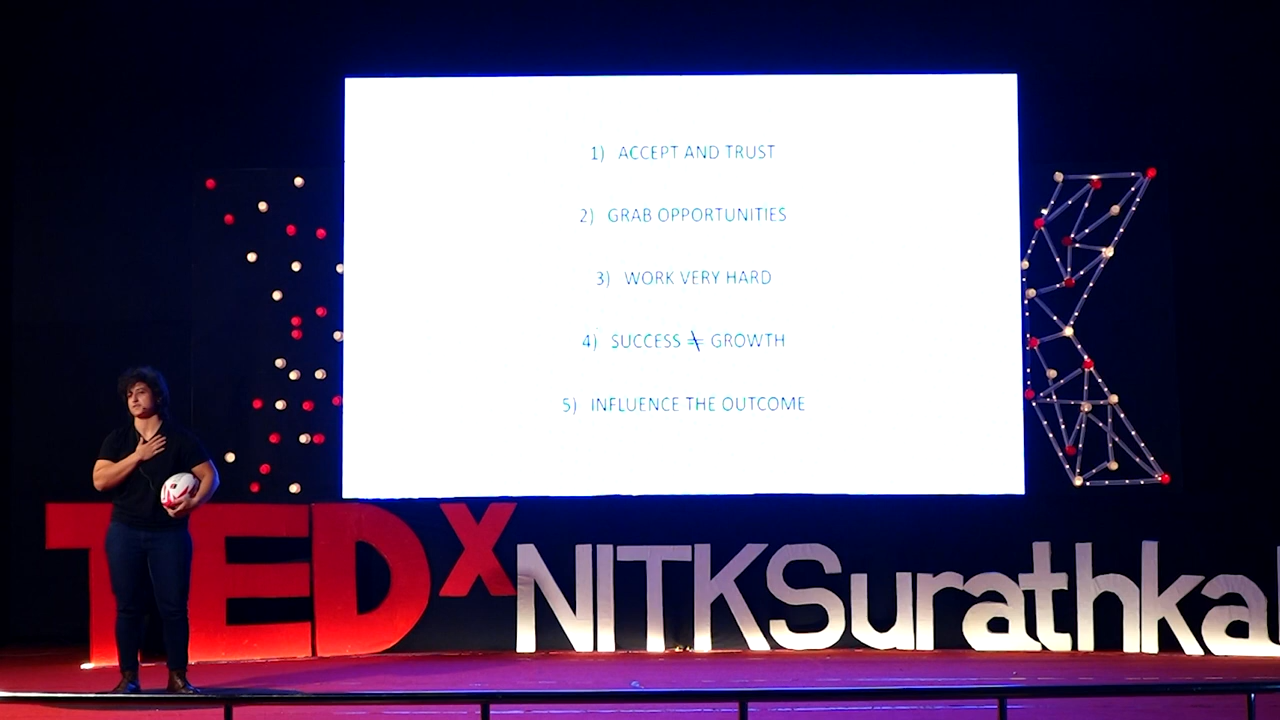 1) ACCEPT AND TRUST
2) GRAB OPPORTUNITIES
3) WORK VERY HARD
4) SUCCESS ≠ GROWTH
5) INFLUENCE THE OUTCOME
TEDx NITKSurathkal